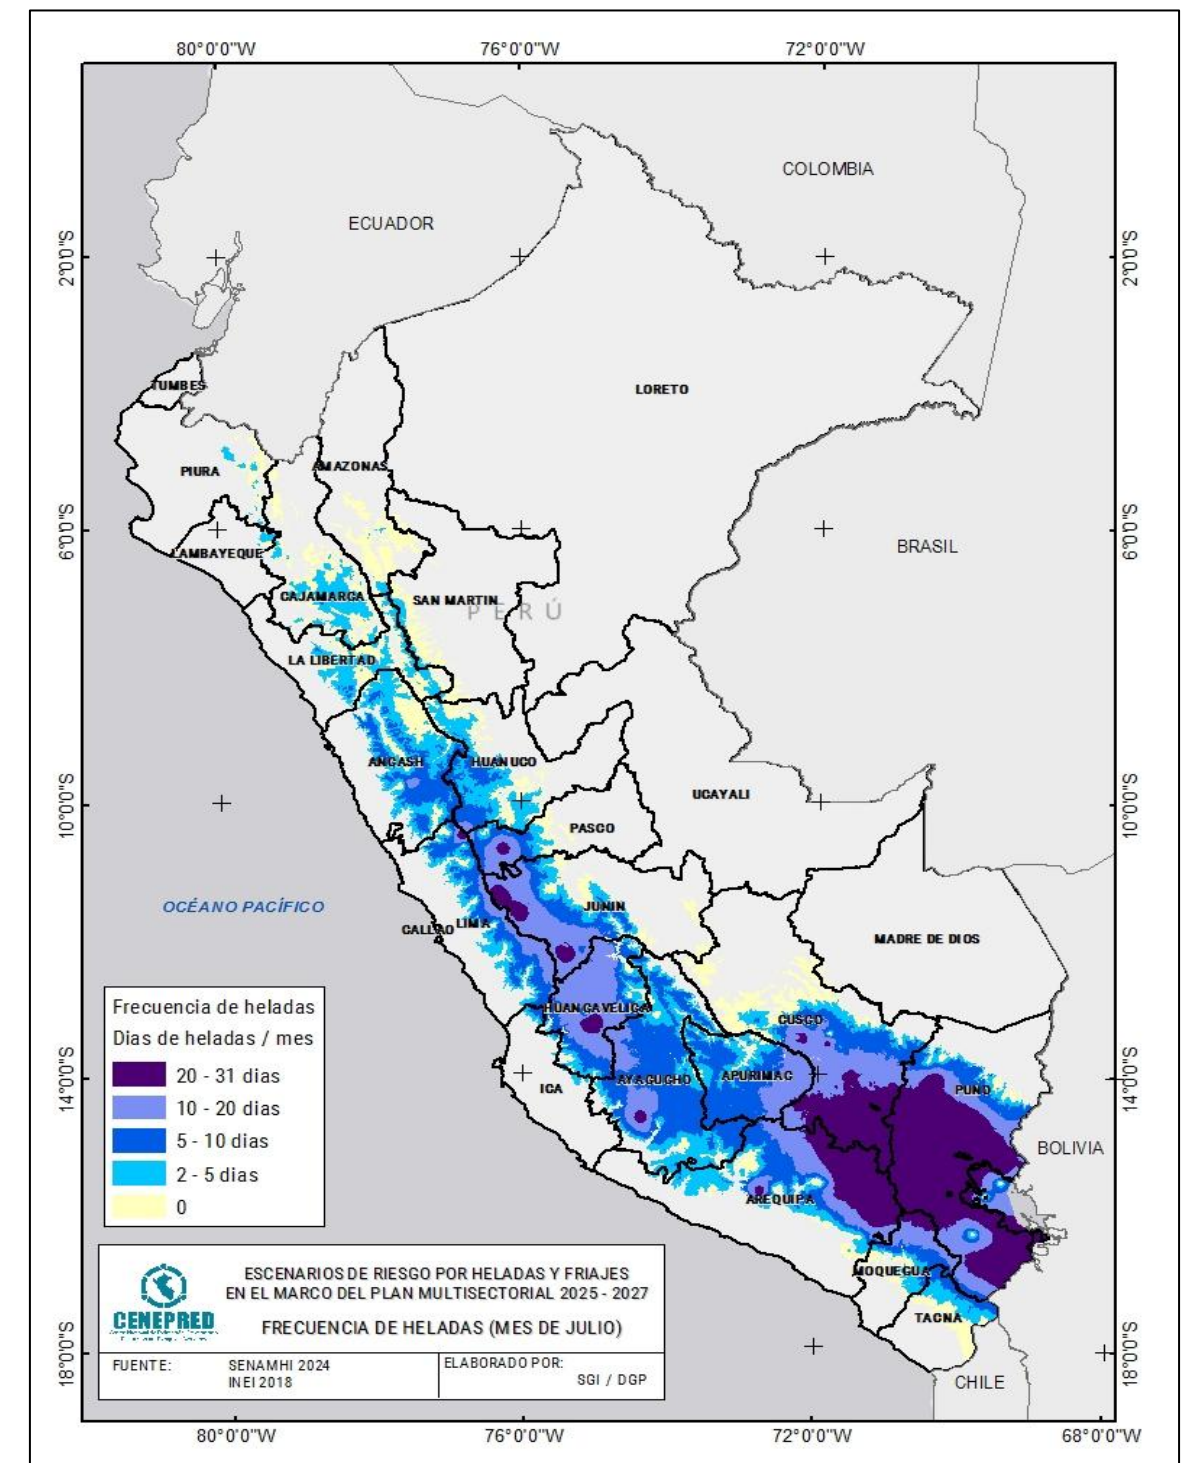 80°0'0"W
76°0'0"W
72°0'0"W
COLOMBIA
ECUADOR
2°0'0"S
2°0'0"S
TUMBES
LORETO
AMAZONAS
PIURA
6°0'0"S
6°0'0"S
BRASIL
LAMBAYEQUE
CAJAMARCA
SAN MARTIN
PERÚ
LA LIBERTAD
ANCASH
HUANUCO
UCAYALI
10°0'0"S
10°0'0"S
PASCO
OCÉANO PACÍFICO
JUNIN
CALLAO
LIMA
MADRE DE DIOS
HUANCAVELICA
CUSCO
ICA
AYACUCHO
APURIMAC
PUNO
14°0'0"S
14°0'0"S
BOLIVIA
AREQUIPA
MOQUEGUA
TACNA
CHILE
18°0'0"S
18°0'0"S
Frecuencia de heladas
Dias de heladas / mes
20 - 31 dias
10 - 20 dias
5 - 10 dias
2 - 5 dias
0
CENEPRED
ESCENARIOS DE RIESGO POR HELADAS Y FRIAJES
EN EL MARCO DEL PLAN MULTISECTORIAL 2025 - 2027
FRECUENCIA DE HELADAS (MES DE JULIO)
FUENTE:
SENAMHI 2024
INEI 2018
ELABORADO POR:
SGI / DGP
80°0'0"W
76°0'0"W
72°0'0"W
68°0'0"W